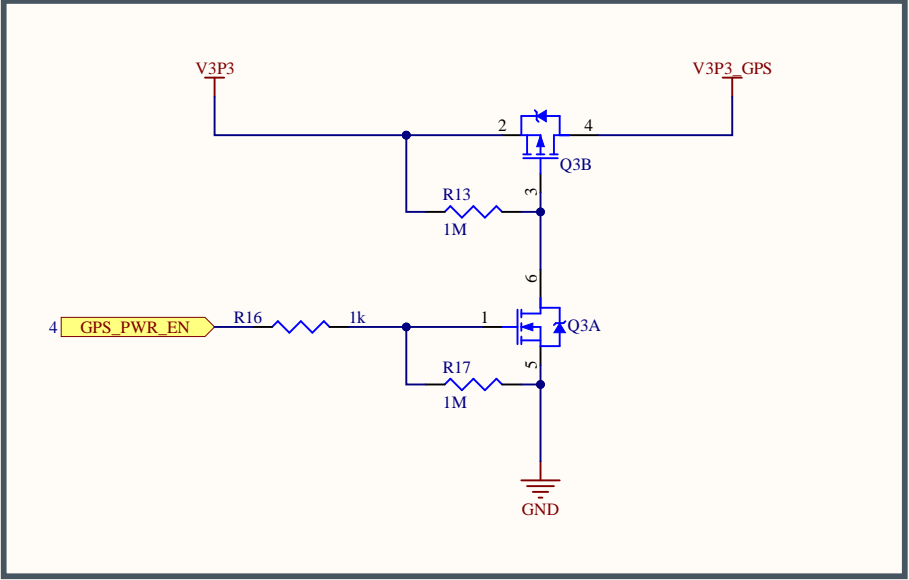 V3P3
V3P3_GPS
2
4
Q3B
3
R13
1M
6
4
GPS_PWR_EN
R16
1k
1
Q3A
R17
5
1M
GND